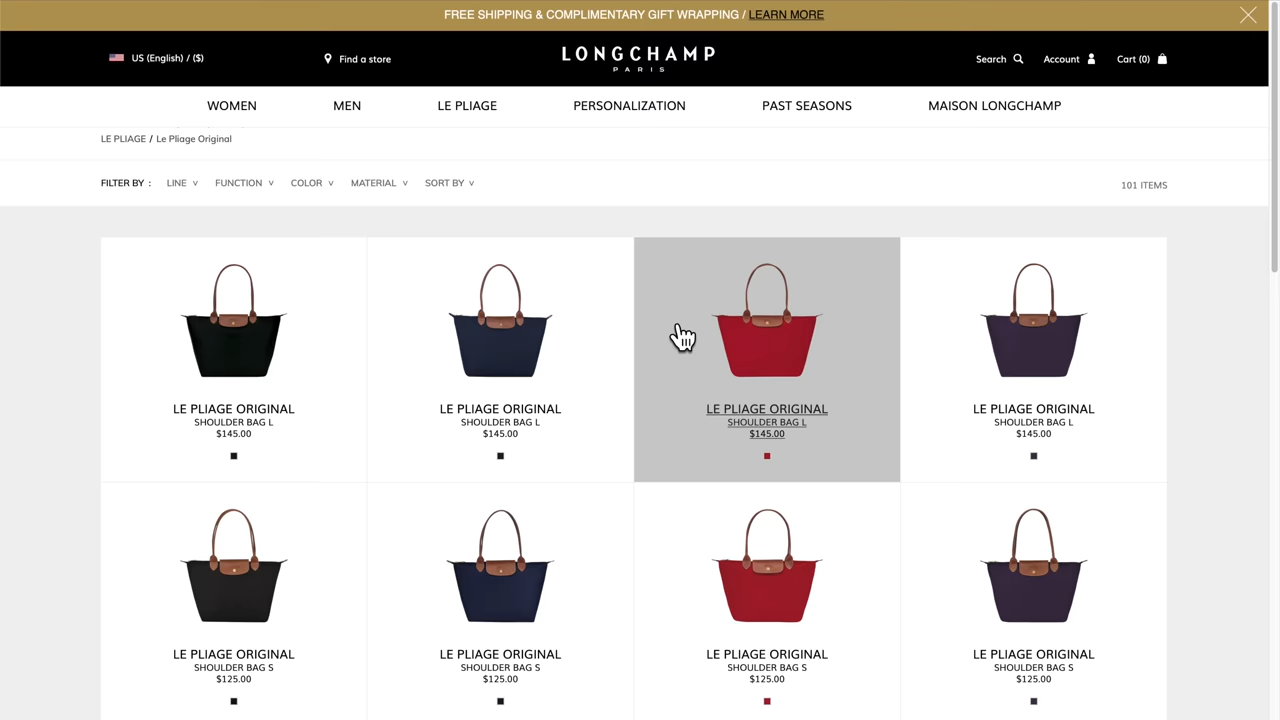 FREE SHIPPING & COMPLIMENTARY GIFT WRAPPING / LEARN MORE
US (English) / ($)
Find a store
LONGCHAMP
PARIS
Search
Account
Cart (0)
WOMEN MEN LE PLIAGE PERSONALIZATION PAST SEASONS MAISON LONGCHAMP
LE PLIAGE / Le Pliage Original
FILTER BY : LINE ∨ FUNCTION ∨ COLOR ∨ MATERIAL ∨ SORT BY ∨
101 ITEMS
LE PLIAGE ORIGINAL
SHOULDER BAG L
$145.00
LE PLIAGE ORIGINAL
SHOULDER BAG L
$145.00
LE PLIAGE ORIGINAL
SHOULDER BAG L
$145.00
LE PLIAGE ORIGINAL
SHOULDER BAG L
$145.00
LE PLIAGE ORIGINAL
SHOULDER BAG S
$125.00
LE PLIAGE ORIGINAL
SHOULDER BAG S
$125.00
LE PLIAGE ORIGINAL
SHOULDER BAG S
$125.00
LE PLIAGE ORIGINAL
SHOULDER BAG S
$125.00